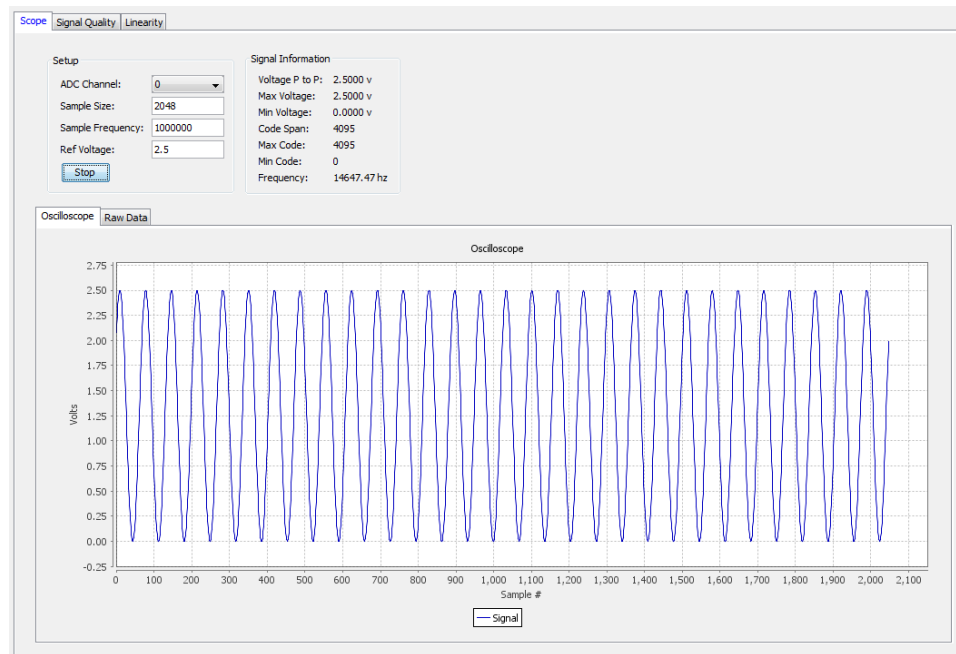 Scope Signal Quality Linearity
Setup
ADC Channel: 0
Sample Size: 2048
Sample Frequency: 1000000
Ref Voltage: 2.5
Stop
Signal Information
Voltage P to P: 2.5000 v
Max Voltage: 2.5000 v
Min Voltage: 0.0000 v
Code Span: 4095
Max Code: 4095
Min Code: 0
Frequency: 14647.47 hz
Oscilloscope Raw Data
Oscilloscope
2.75
2.50
2.25
2.00
1.75
1.50
1.25
1.00
0.75
0.50
0.25
0.00
-0.25
Volts
0 100 200 300 400 500 600 700 800 900 1,000 1,100 1,200 1,300 1,400 1,500 1,600 1,700 1,800 1,900 2,000 2,100
Sample #
Signal